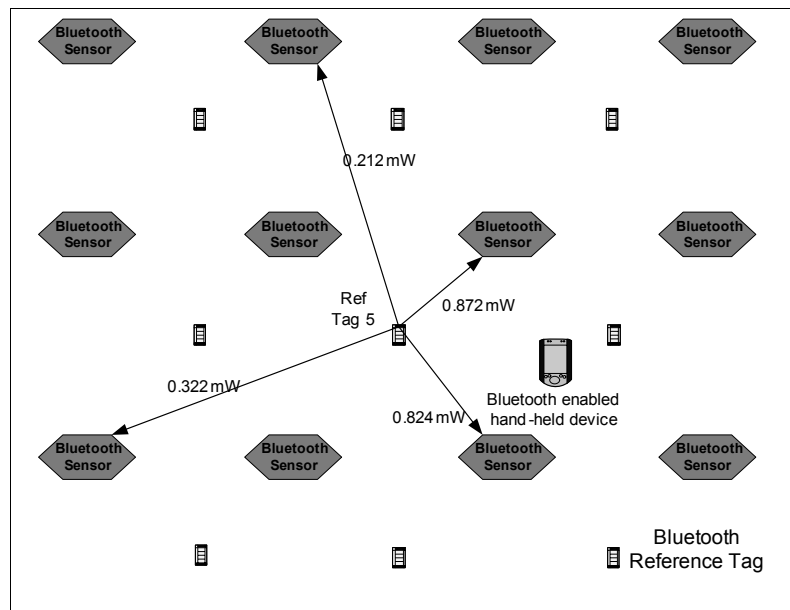 Bluetooth
Sensor
Bluetooth
Sensor
Bluetooth
Sensor
Bluetooth
Sensor
0.212 mW
Bluetooth
Sensor
Bluetooth
Sensor
Bluetooth
Sensor
Bluetooth
Sensor
Ref
Tag 5
0.872 mW
0.322 mW
Bluetooth enabled
hand-held device
0.824 mW
Bluetooth
Sensor
Bluetooth
Sensor
Bluetooth
Sensor
Bluetooth
Sensor
Bluetooth
Reference Tag